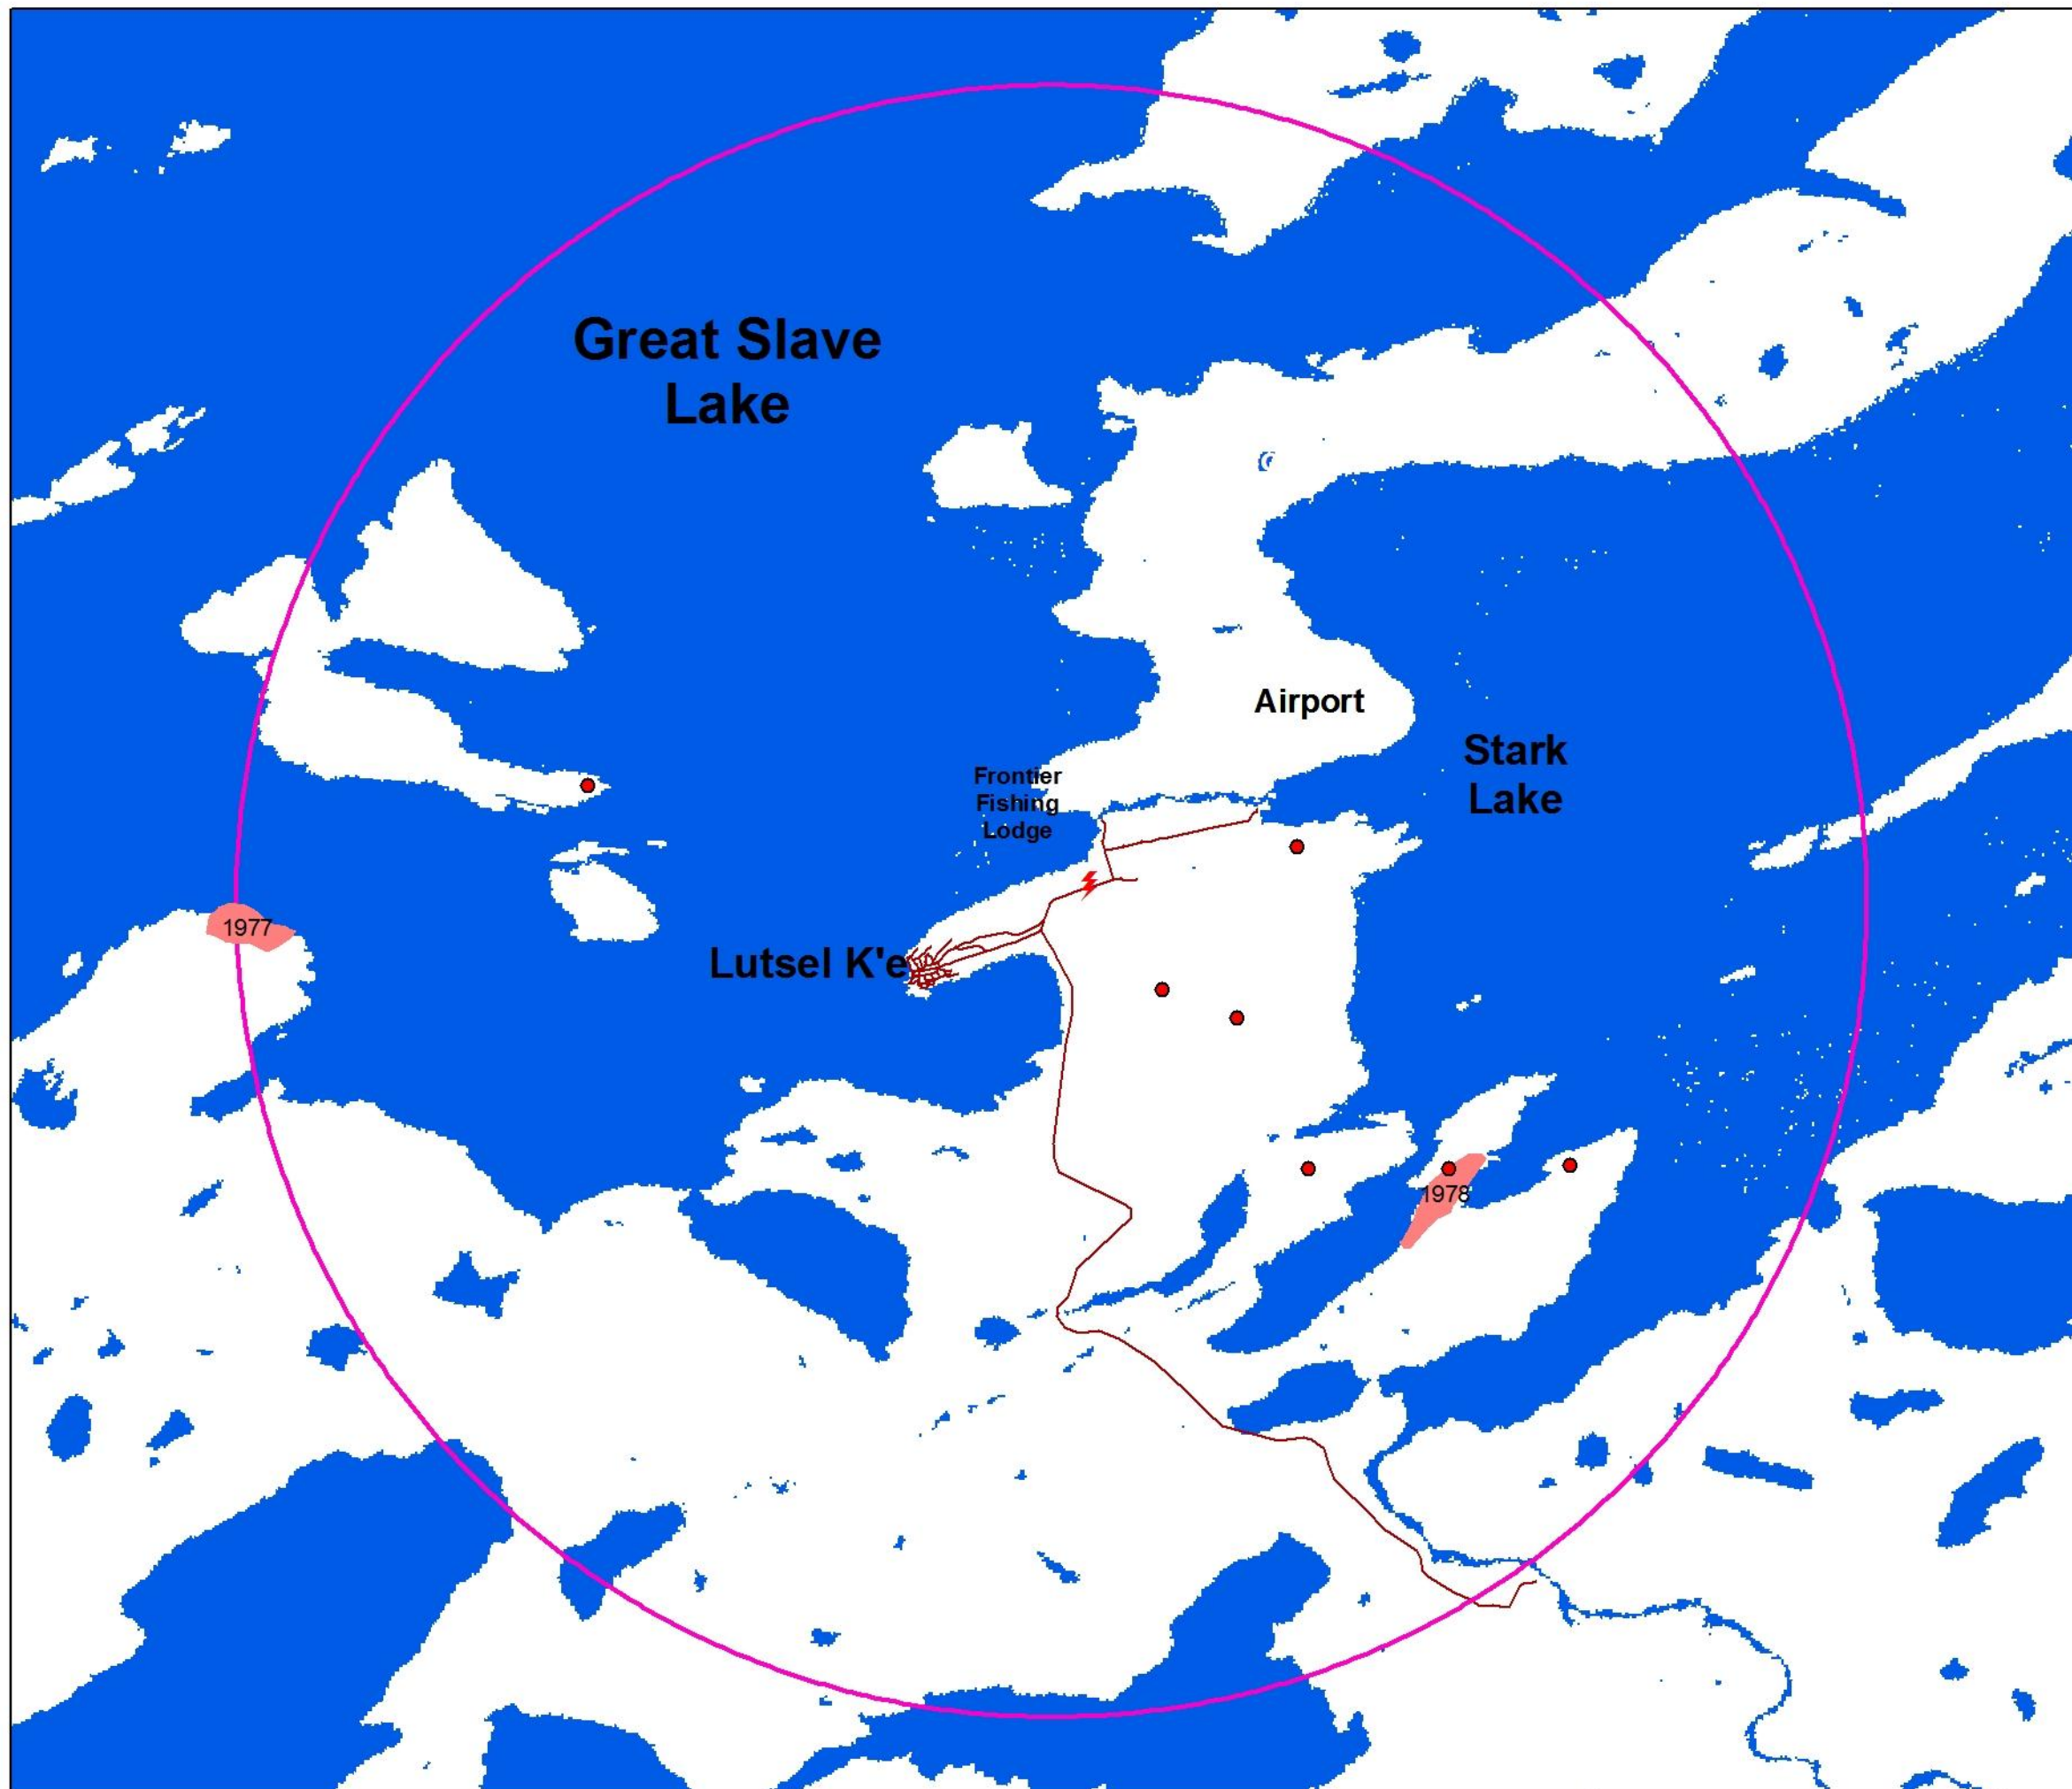 Great Slave
Lake
Airport
Stark
Lake
Frontier
Fishing
Lodge
1977
Lutsel K'e
1978